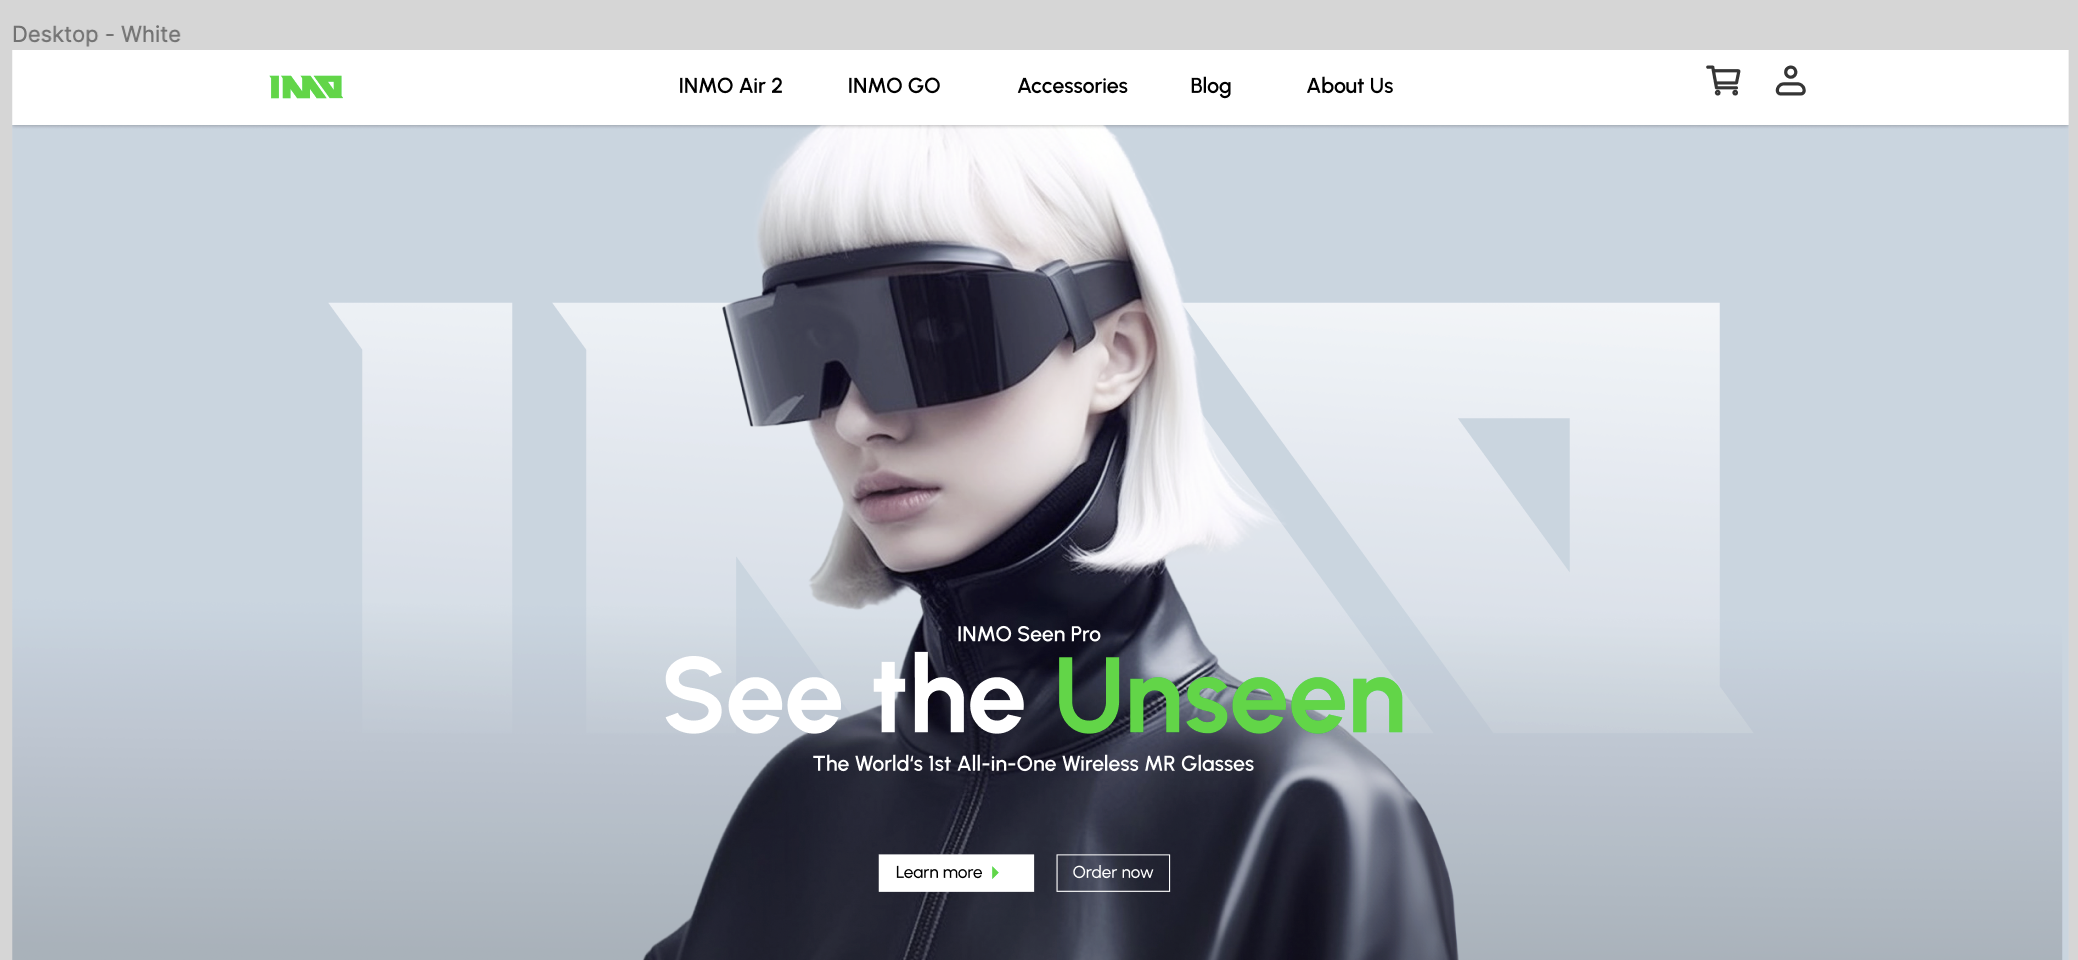 Desktop - White
INMO
INMO Air 2
INMO GO
Accessories
Blog
About Us
INMO
INMO Seen Pro
See the Unseen
The World's 1st All-in-One Wireless MR Glasses
Learn more
Order now